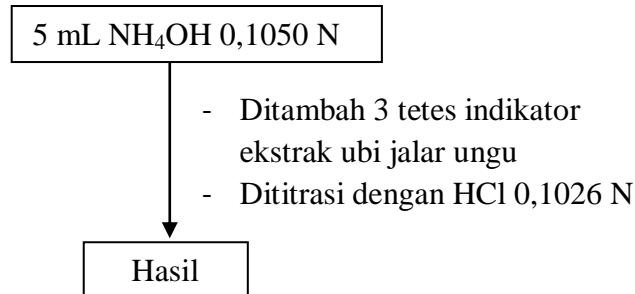 5 mL NH₄OH 0,1050 N
- Ditambah 3 tetes indikator
ekstrak ubi jalar ungu
- Dititrasi dengan HCl 0,1026 N
Hasil